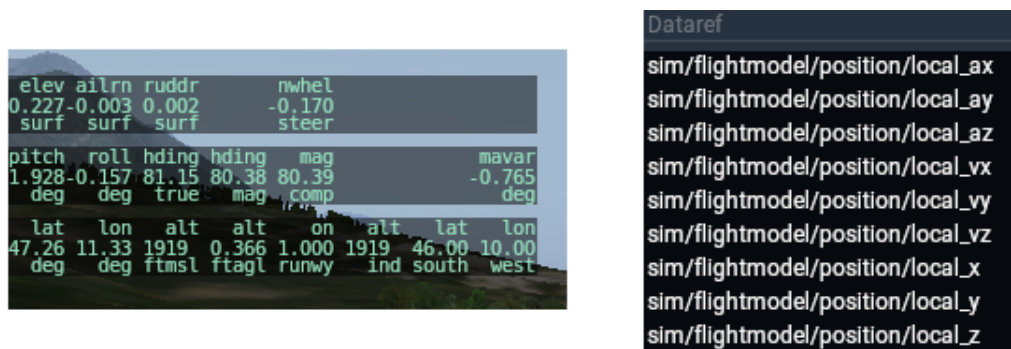 elev ailrn ruddr nwhel
0.227-0.003 0.002 -0.170
surf surf surf steer
pitch roll hding hding mag mavar
1.928-0.157 81.15 80.38 80.39 -0.765
deg deg true mag comp deg
lat lon alt alt on alt lat lon
47.26 11.33 1919 0.366 1.000 1919 46.00 10.00
deg deg ftmsl ftagl runwy ind south west
Dataref
sim/flightmodel/position/local_ax
sim/flightmodel/position/local_ay
sim/flightmodel/position/local_az
sim/flightmodel/position/local_vx
sim/flightmodel/position/local_vy
sim/flightmodel/position/local_vz
sim/flightmodel/position/local_x
sim/flightmodel/position/local_y
sim/flightmodel/position/local_z